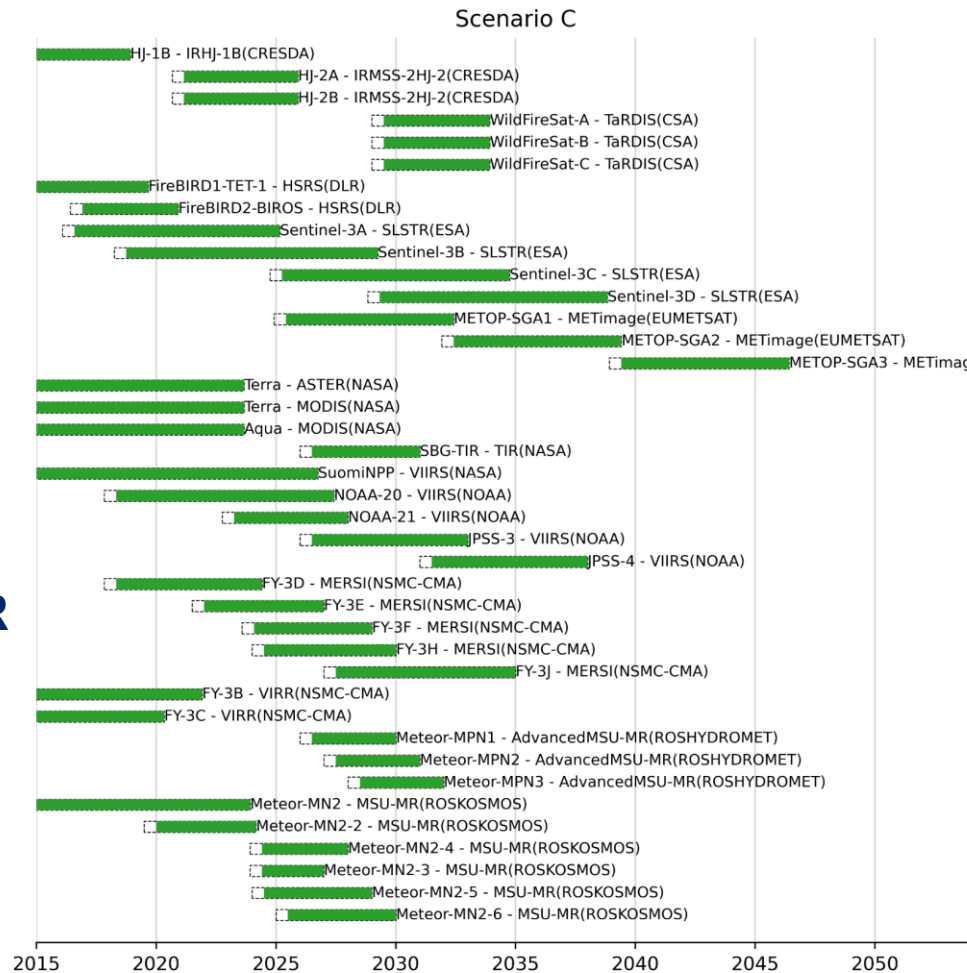 Scenario C
HJ-1B - IRHJ-1B(CRESDA)
HJ-2A - IRMSS-2HJ-2(CRESDA)
HJ-2B - IRMSS-2HJ-2(CRESDA)
WildFireSat-A - TaRDIS(CSA)
WildFireSat-B - TaRDIS(CSA)
WildFireSat-C - TaRDIS(CSA)
FireBIRD1-TET-1 - HSRS(DLR)
FireBIRD2-BIROS - HSRS(DLR)
Sentinel-3A - SLSTR(ESA)
Sentinel-3B - SLSTR(ESA)
Sentinel-3C - SLSTR(ESA)
Sentinel-3D - SLSTR(ESA)
METOP-SGA1 - METimage(EUMETSAT)
METOP-SGA2 - METimage(EUMETSAT)
METOP-SGA3 - METimag
Terra - ASTER(NASA)
Terra - MODIS(NASA)
Aqua - MODIS(NASA)
SBG-TIR - TIR(NASA)
SuomiNPP - VIIRS(NASA)
NOAA-20 - VIIRS(NOAA)
NOAA-21 - VIIRS(NOAA)
JPSS-3 - VIIRS(NOAA)
JPSS-4 - VIIRS(NOAA)
FY-3D - MERSI(NSMC-CMA)
R FY-3E - MERSI(NSMC-CMA)
FY-3F - MERSI(NSMC-CMA)
FY-3H - MERSI(NSMC-CMA)
FY-3J - MERSI(NSMC-CMA)
FY-3B - VIRR(NSMC-CMA)
FY-3C - VIRR(NSMC-CMA)
Meteor-MPN1 - AdvancedMSU-MR(ROSHYDROMET)
Meteor-MPN2 - AdvancedMSU-MR(ROSHYDROMET)
Meteor-MPN3 - AdvancedMSU-MR(ROSHYDROMET)
Meteor-MN2 - MSU-MR(ROSKOSMOS)
Meteor-MN2-2 - MSU-MR(ROSKOSMOS)
Meteor-MN2-4 - MSU-MR(ROSKOSMOS)
Meteor-MN2-3 - MSU-MR(ROSKOSMOS)
Meteor-MN2-5 - MSU-MR(ROSKOSMOS)
Meteor-MN2-6 - MSU-MR(ROSKOSMOS)
2015 2020 2025 2030 2035 2040 2045 2050